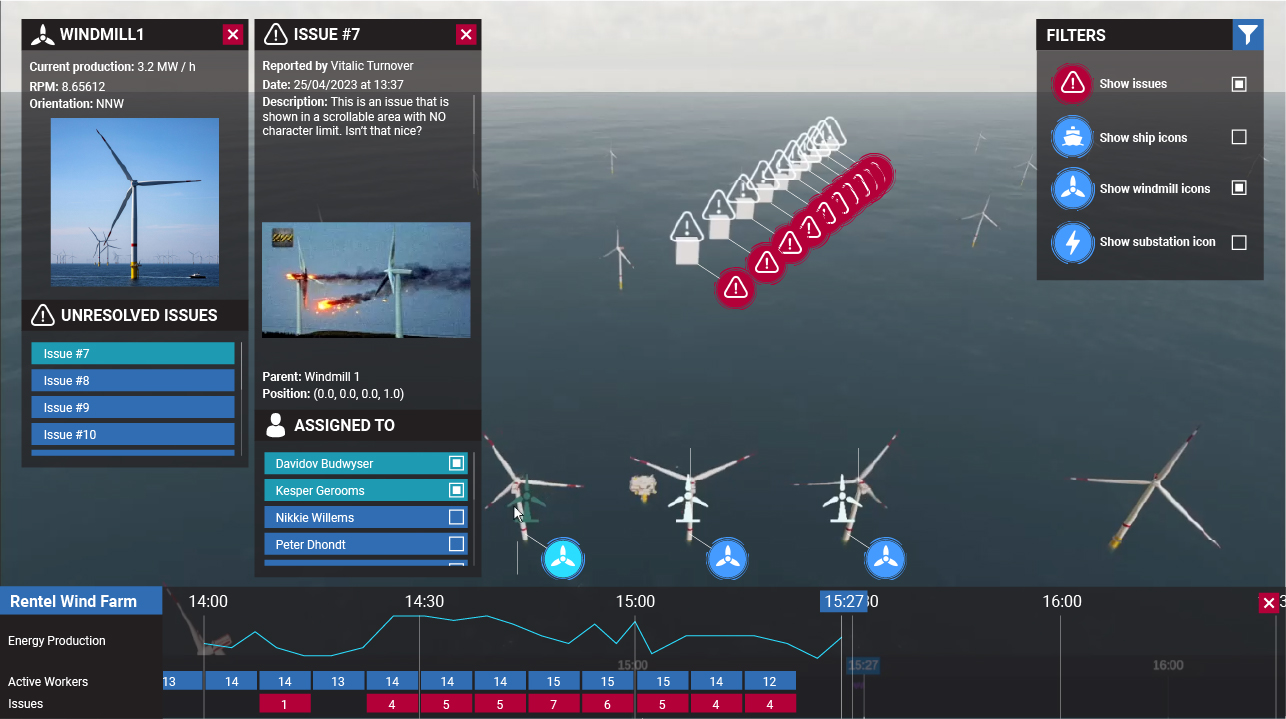 WINDMILL1
Current production: 3.2 MW / h
RPM: 8.65612
Orientation: NNW
UNRESOLVED ISSUES
Issue #7
Issue #8
Issue #9
Issue #10
ISSUE #7
Reported by Vitalic Turnover
Date: 25/04/2023 at 13:37
Description: This is an issue that is
shown in a scrollable area with NO
character limit. Isn't that nice?
Parent: Windmill 1
Position: (0.0, 0.0, 0.0, 1.0)
ASSIGNED TO
Davidov Budwyser
Kesper Gerooms
Nikkie Willems
Peter Dhondt
FILTERS
Show issues
Show ship icons
Show windmill icons
Show substation icon
Rentel Wind Farm
14:00 14:30 15:00 15:27 16:00
Energy Production
15:00 15:27 16:00
Active Workers 13 14 14 13 14 14 14 15 15 15 14 12
Issues 1 4 5 5 7 6 5 4 4